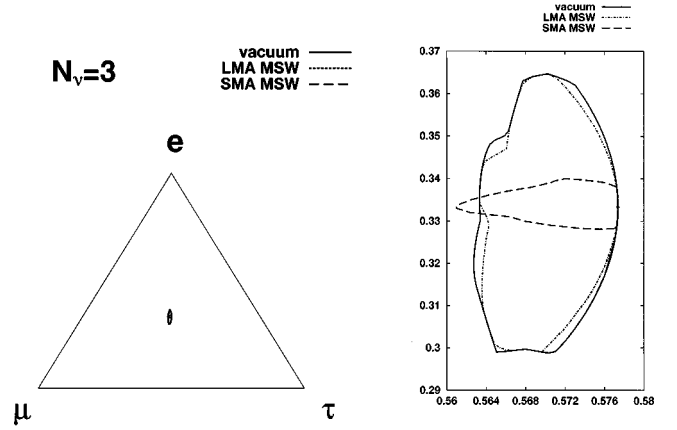 N_ν=3
vacuum
LMA MSW
SMA MSW
e
μ
τ
vacuum
LMA MSW
SMA MSW
0.37
0.36
0.35
0.34
0.33
0.32
0.31
0.3
0.29
0.56 0.564 0.568 0.572 0.576 0.58